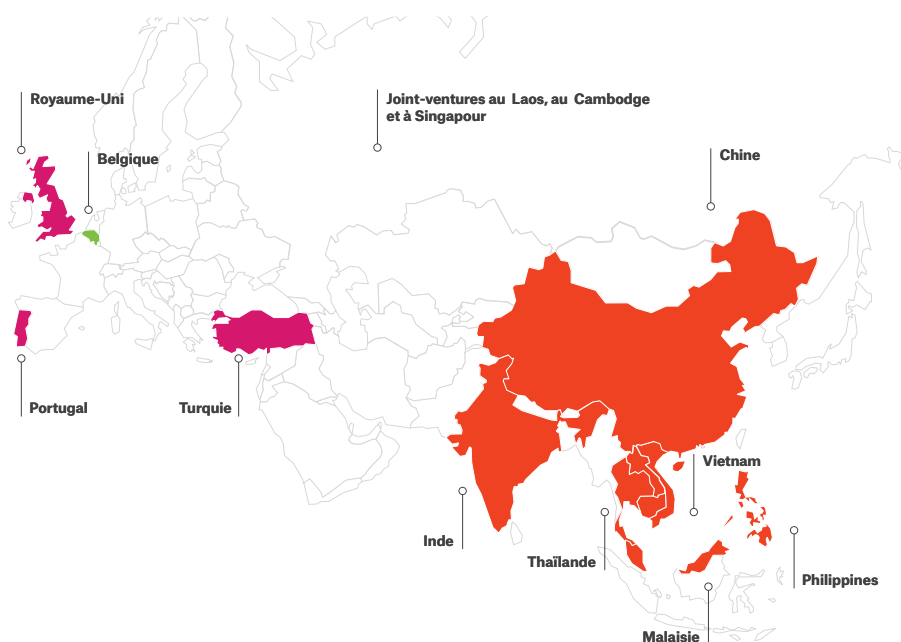 Royaume-Uni
Joint-ventures au Laos, au Cambodge
et à Singapour
Belgique
Chine
Portugal
Turquie
Vietnam
Inde
Thaïlande
Philippines
Malaisie